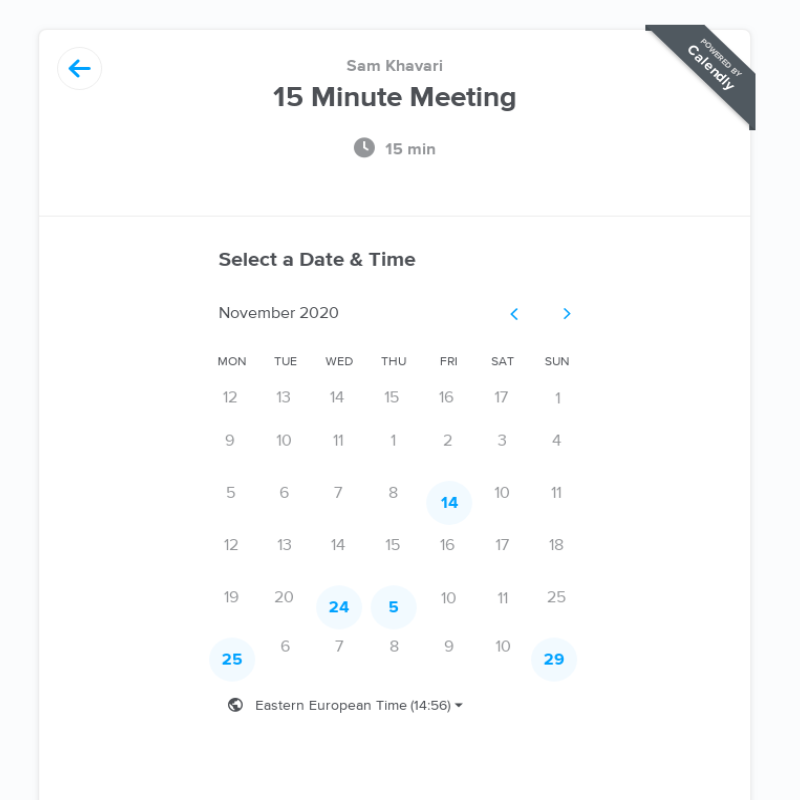 POWERED BY
Calendly
Sam Khavari
15 Minute Meeting
15 min
Select a Date & Time
November 2020
MON TUE WED THU FRI SAT SUN
12 13 14 15 16 17 1
9 10 11 1 2 3 4
5 6 7 8 14 10 11
12 13 14 15 16 17 18
19 20 24 5 10 11 25
25 6 7 8 9 10 29
Eastern European Time (14:56)